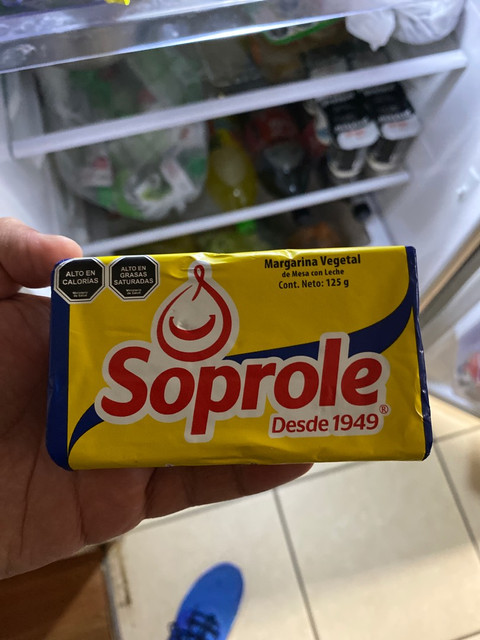 ALTO EN
CALORÍAS
ALTO EN
GRASAS
SATURADAS
Margarina Vegetal
de Mesa con Leche
Cont. Neto: 125 g
Soprole
Desde 1949®